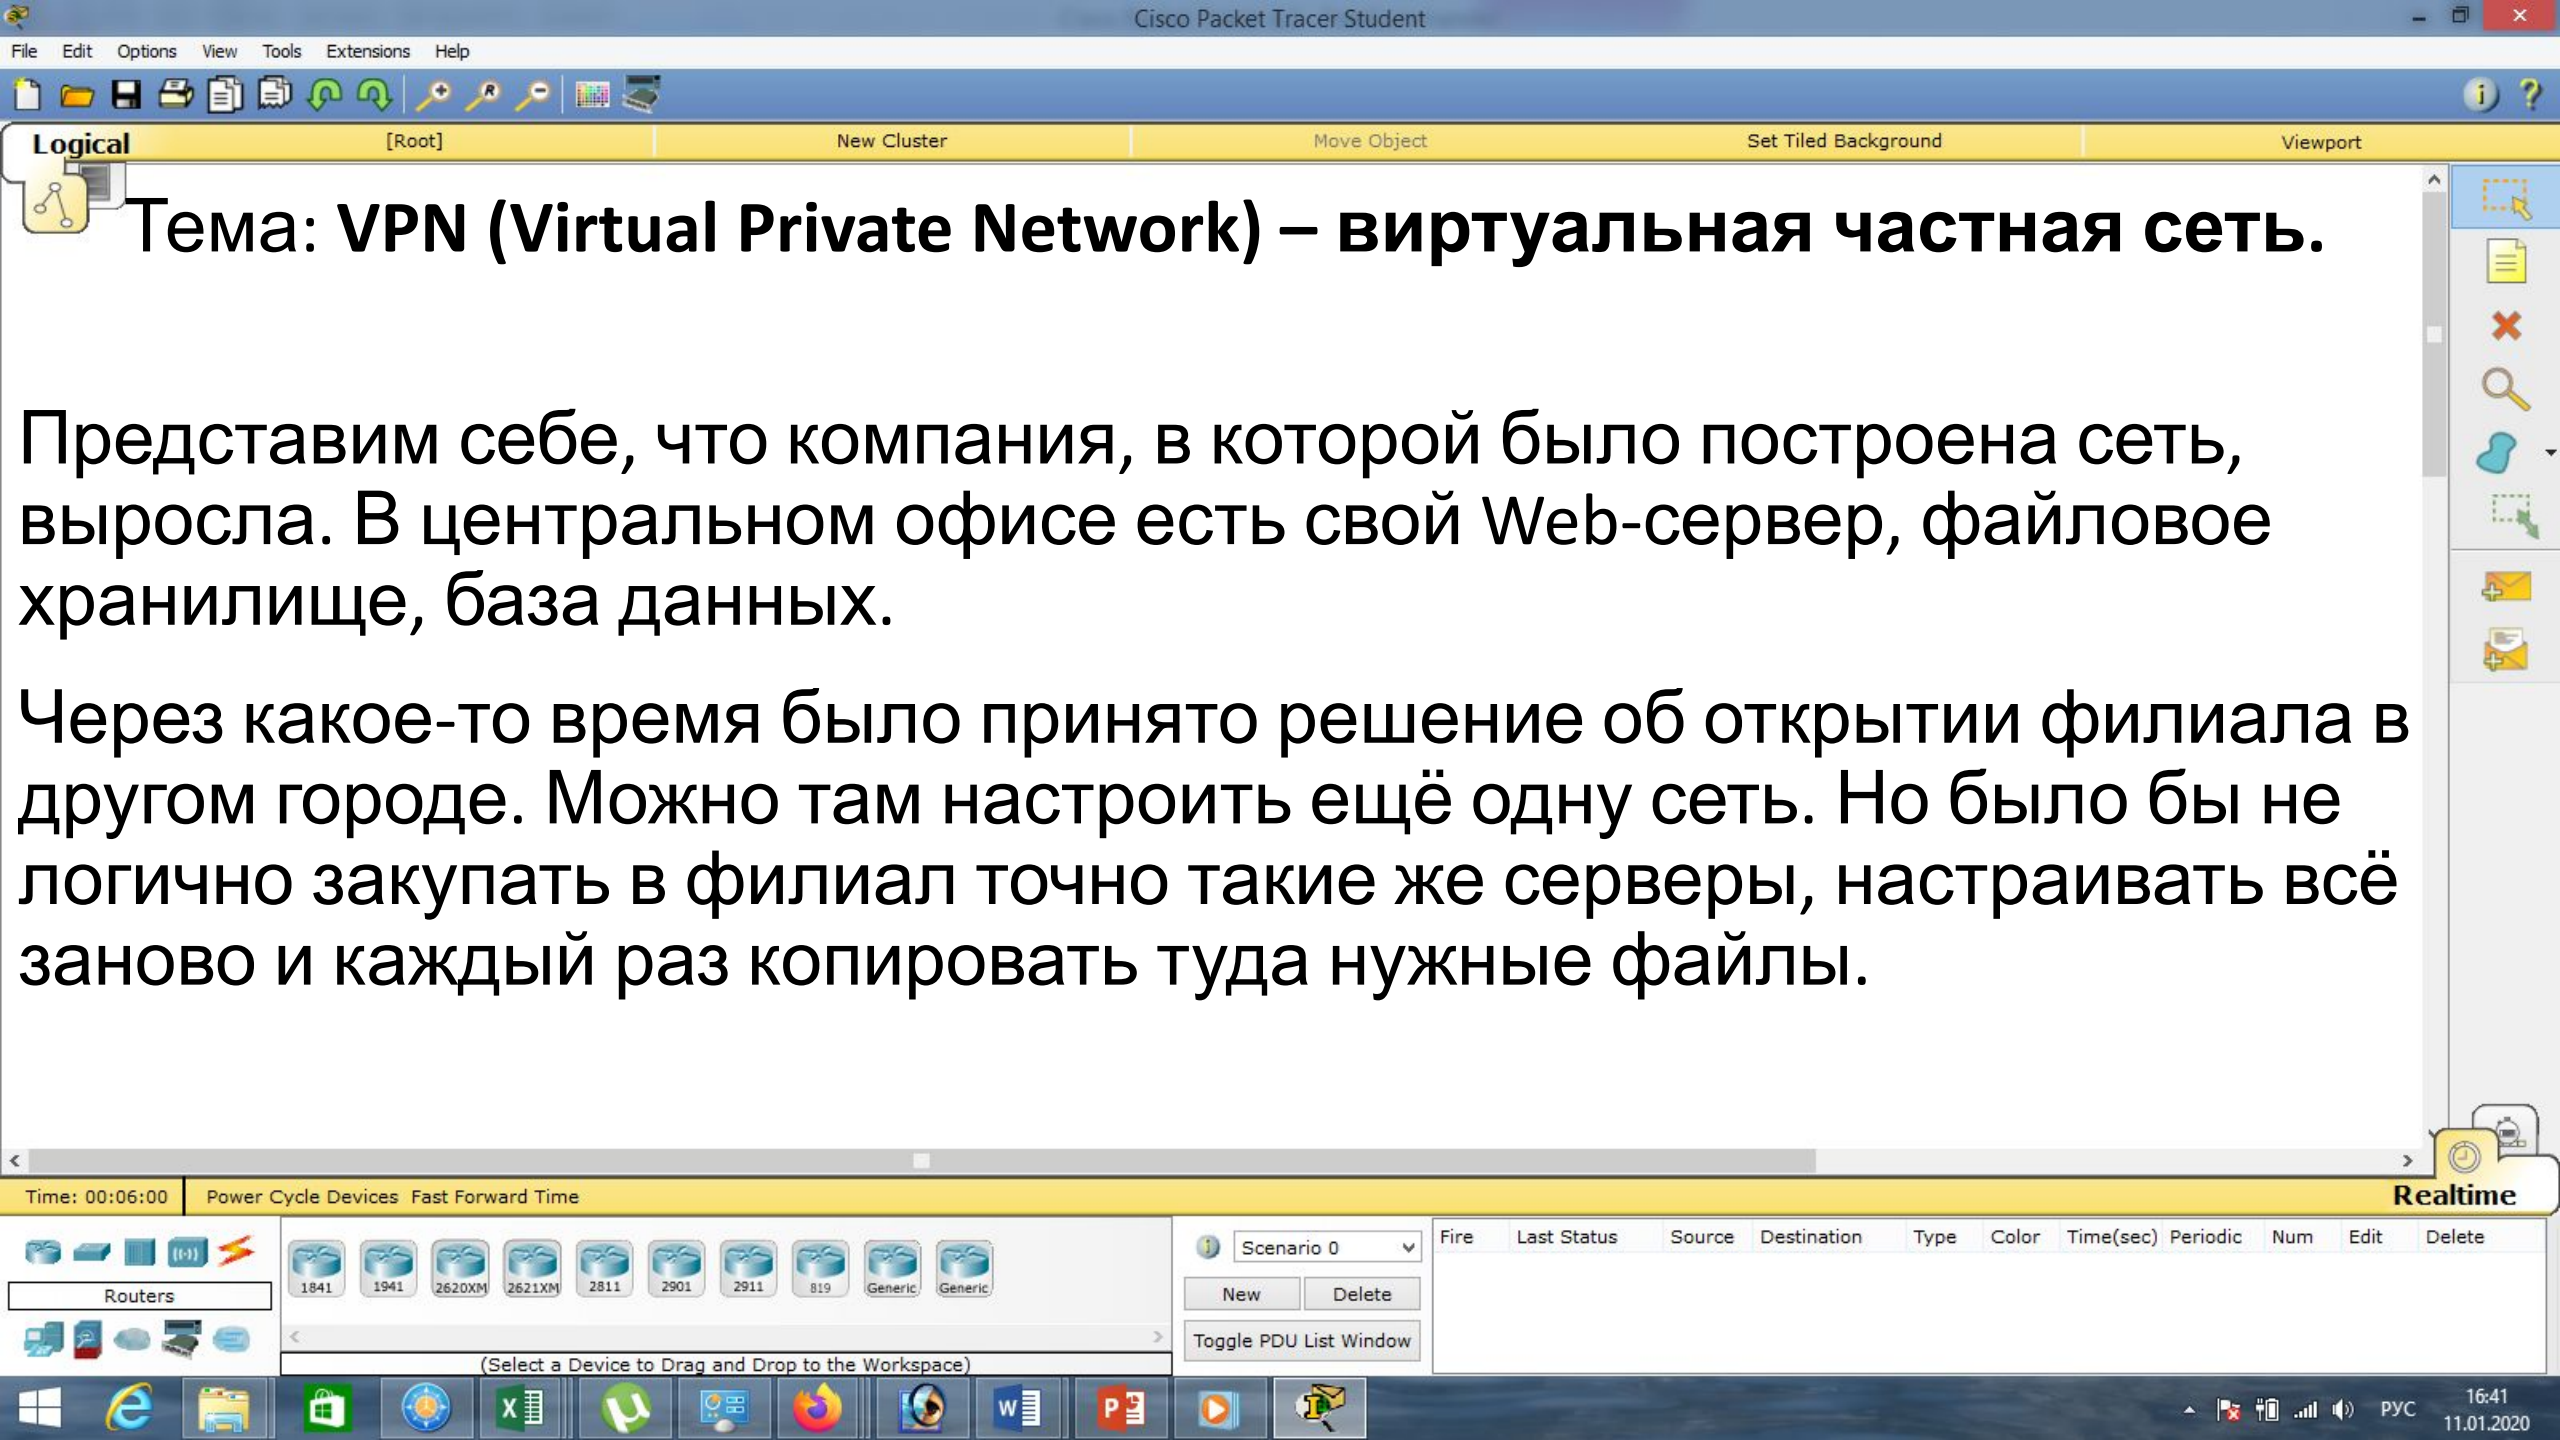 Cisco Packet Tracer Student
File Edit Options View Tools Extensions Help
Logical [Root] New Cluster Move Object Set Tiled Background Viewport
Тема: VPN (Virtual Private Network) – виртуальная частная сеть.
Представим себе, что компания, в которой было построена сеть,
выросла. В центральном офисе есть свой Web-сервер, файловое
хранилище, база данных.
Через какое-то время было принято решение об открытии филиала в
другом городе. Можно там настроить ещё одну сеть. Но было бы не
логично закупать в филиал точно такие же серверы, настраивать всё
заново и каждый раз копировать туда нужные файлы.
Time: 00:06:00 Power Cycle Devices Fast Forward Time Realtime
Scenario 0 Fire Last Status Source Destination Type Color Time(sec) Periodic Num Edit Delete
1841 1941 2620XM 2621XM 2811 2901 2911 819 Generic Generic
Routers New Delete
Toggle PDU List Window
(Select a Device to Drag and Drop to the Workspace)
РУС 16:41
11.01.2020